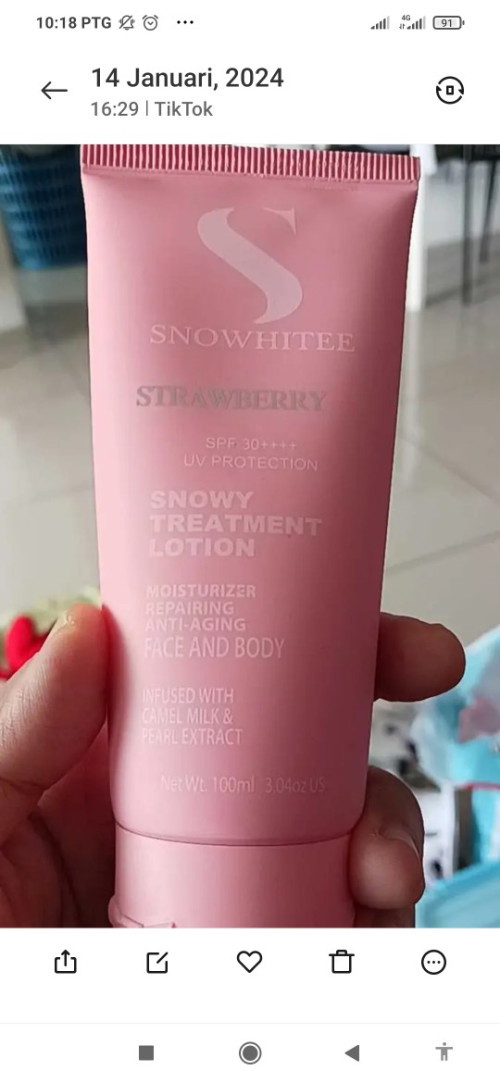 10:18 PTG
4G
91
14 Januari, 2024
16:29 | TikTok
S
SNOWHITEE
STRAWBERRY
SPF 30++++
UV PROTECTION
SNOWY
TREATMENT
LOTION
MOISTURIZER
REPAIRING
ANTI-AGING
FACE AND BODY
INFUSED WITH
CAMEL MILK &
PEARL EXTRACT
Net Wt. 100ml 3.04oz US